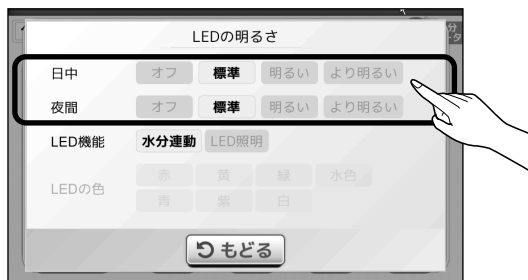 LEDの明るさ
日中 オフ 標準 明るい より明るい
夜間 オフ 標準 明るい より明るい
LED機能 水分連動 LED照明
LEDの色 赤 黄 緑 水色
青 紫 白
もどる